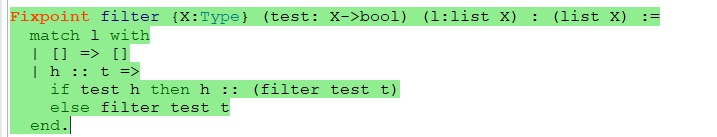 Fixpoint filter {X:Type} (test: X->bool) (l:list X) : (list X) :=
  match l with
  | [] => []
  | h :: t =>
    if test h then h :: (filter test t)
    else filter test t
  end.